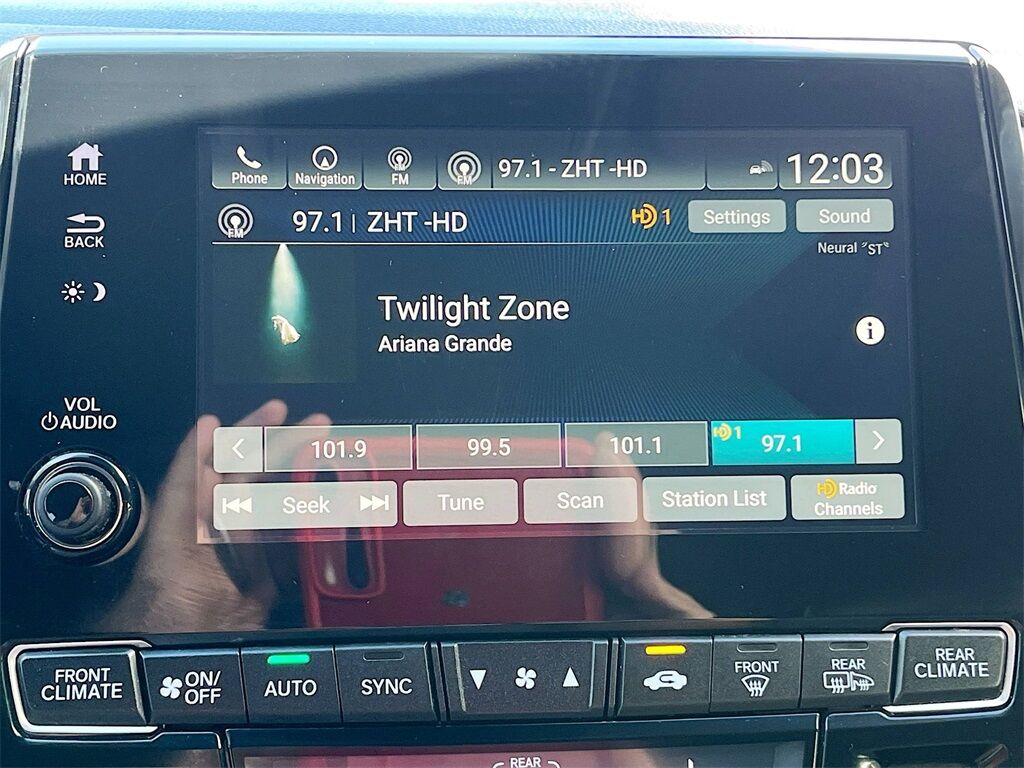 HOME
BACK
VOL
AUDIO
Phone
Navigation
FM
FM
97.1 - ZHT -HD
12:03
FM
97.1 | ZHT -HD
HD 1
Settings
Sound
Neural "ST"
Twilight Zone
Ariana Grande
i
101.9
99.5
101.1
HD 1
97.1
Seek
Tune
Scan
Station List
HD Radio
Channels
FRONT
CLIMATE
ON/
OFF
AUTO
SYNC
FRONT
REAR
REAR
CLIMATE
REAR